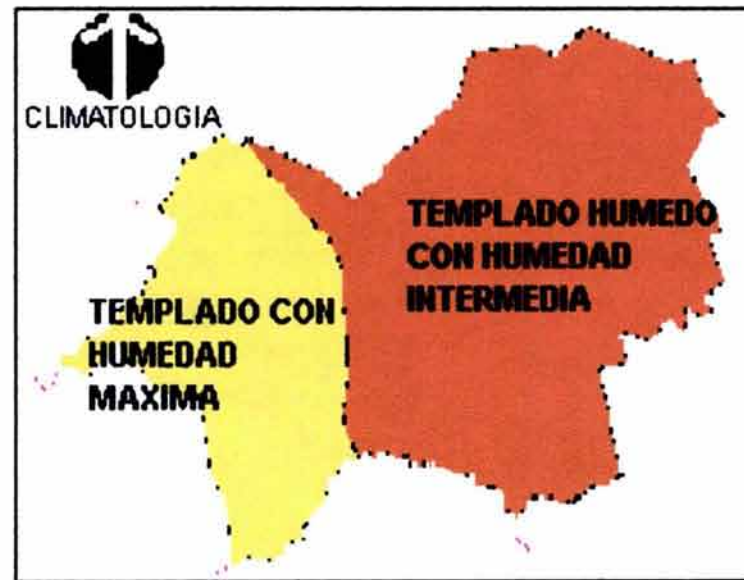 CLIMATOLOGIA
TEMPLADO HUMEDO
CON HUMEDAD
INTERMEDIA
TEMPLADO CON
HUMEDAD
MAXIMA